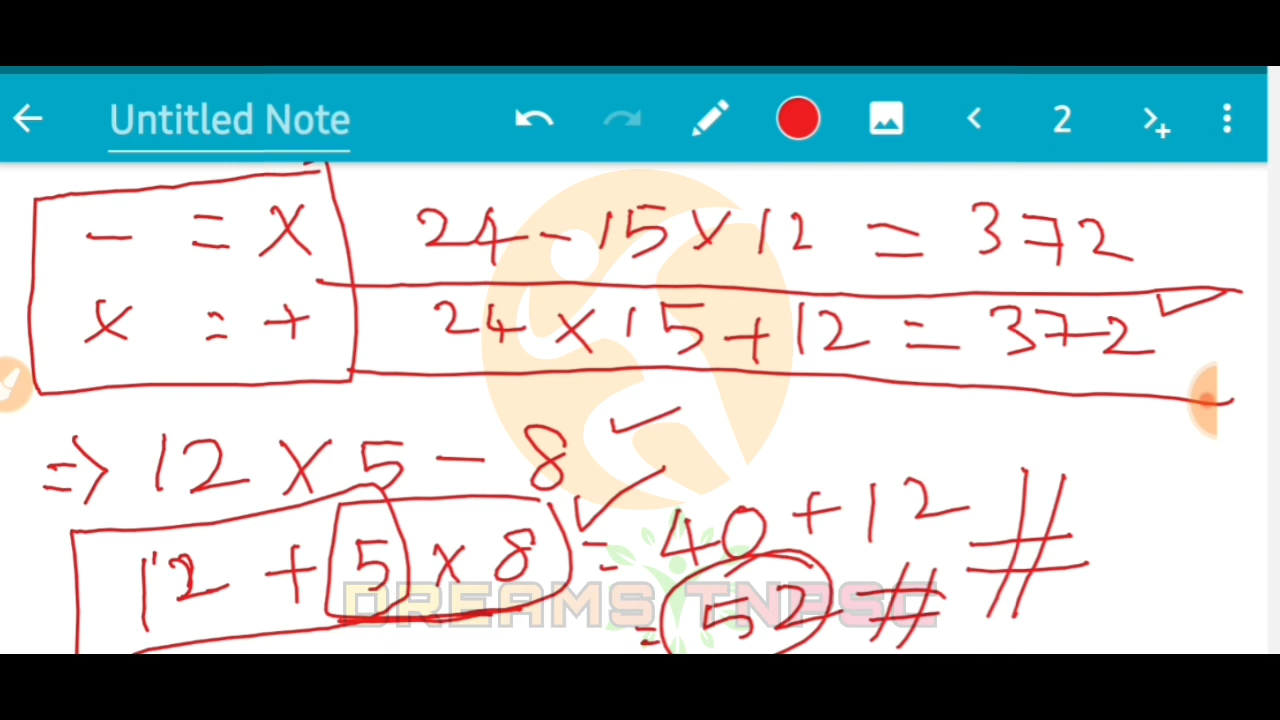 Untitled Note 2
- = X 24 - 15 X 12 = 372
X = + 24 X 15 + 12 = 372
=> 12 X 5 - 8
12 + 5 x 8 = 40 + 12
DREAMS TNPSC
= 52